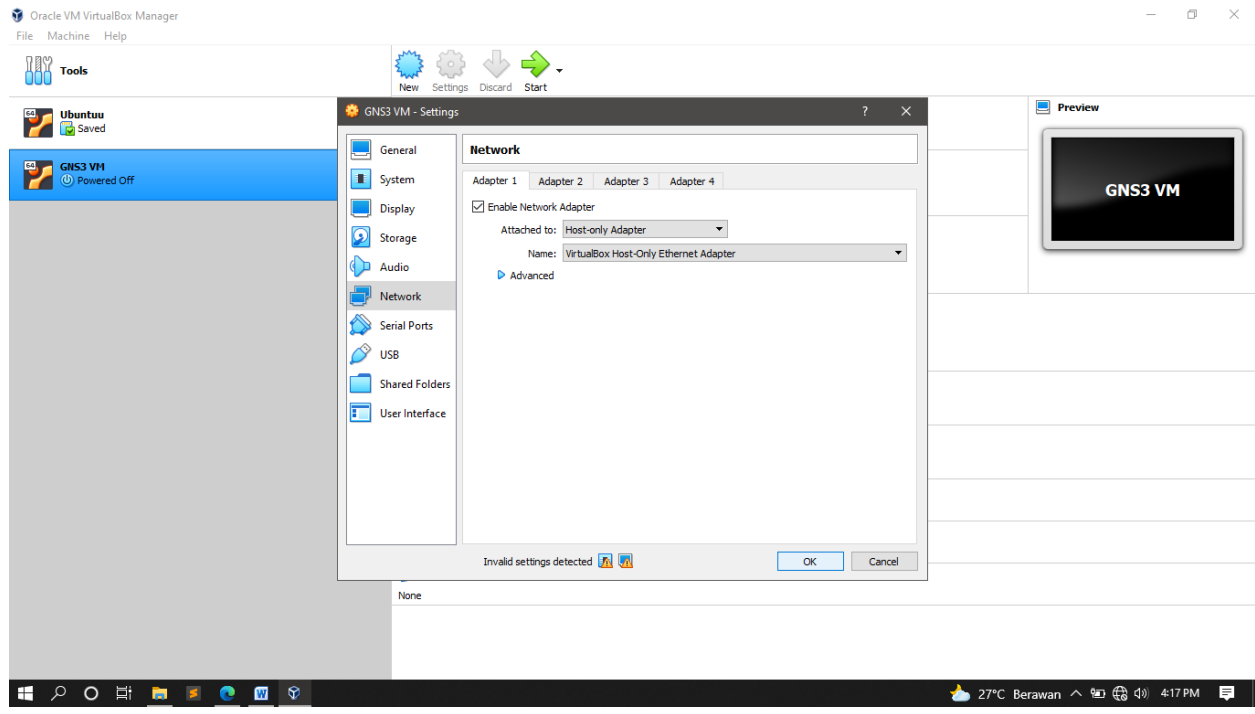 Oracle VM VirtualBox Manager
File Machine Help
Tools
New Settings Discard Start
64 Ubuntuu
Saved
64 GNS3 VM
Powered Off
GNS3 VM - Settings ?
General
System
Display
Storage
Audio
Network
Serial Ports
USB
Shared Folders
User Interface
Network
Adapter 1 Adapter 2 Adapter 3 Adapter 4
Enable Network Adapter
Attached to: Host-only Adapter
Name: VirtualBox Host-Only Ethernet Adapter
Advanced
Invalid settings detected OK Cancel
None
Preview
GNS3 VM
27°C Berawan 4:17 PM